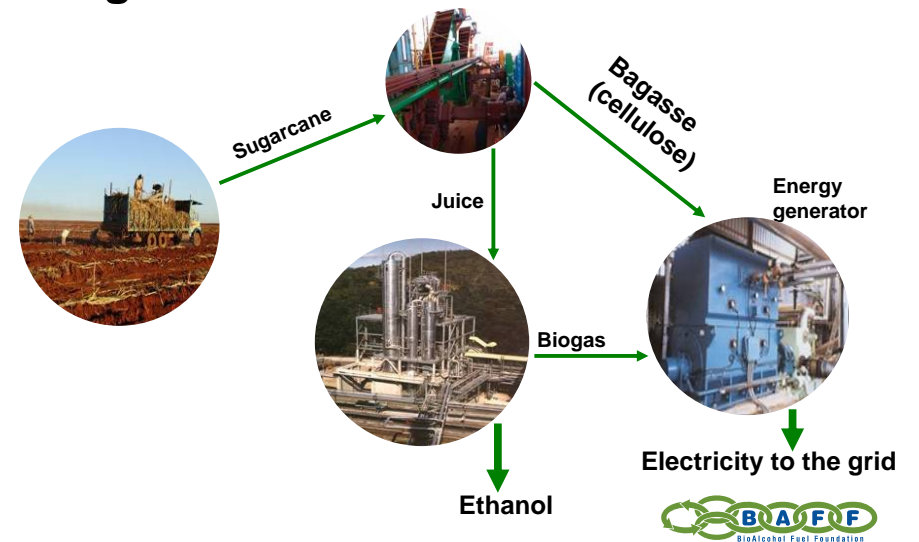 Sugarcane
Bagasse
(cellulose)
Juice
Energy
generator
Biogas
Electricity to the grid
Ethanol
BAFF
BioAlcohol Fuel Foundation